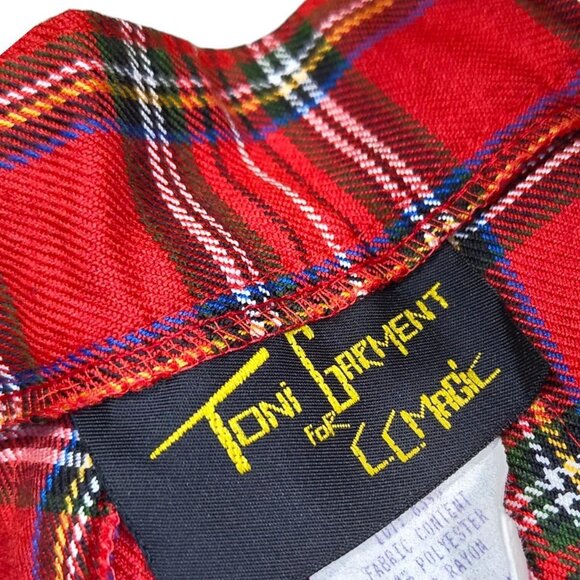 Toni Garment
FOR C.C. Magic
FABRIC CONTENT
POLYESTER
RAYON